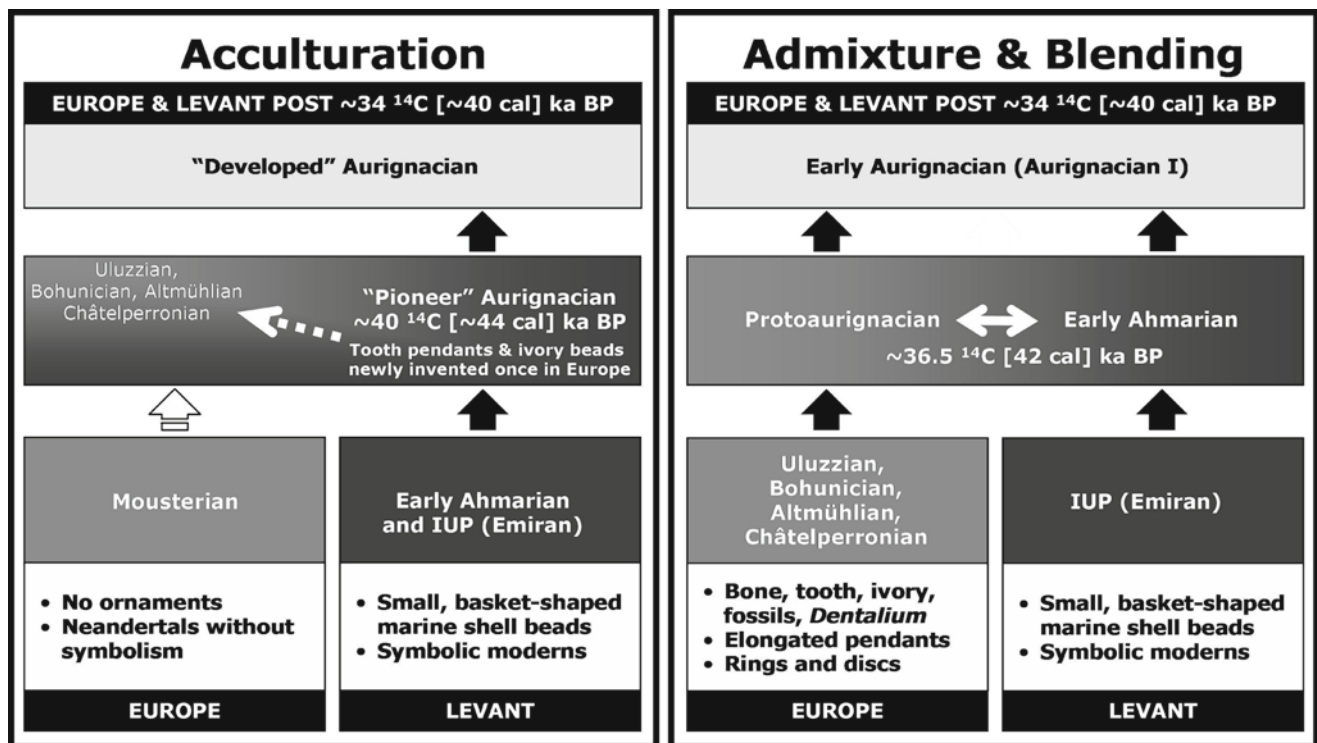 Acculturation
EUROPE & LEVANT POST ~34 ¹⁴C [~40 cal] ka BP
“Developed” Aurignacian
Uluzzian,
Bohunician, Altmühlian
Châtelperronian
“Pioneer” Aurignacian
~40 ¹⁴C [~44 cal] ka BP
Tooth pendants & ivory beads
newly invented once in Europe
Mousterian
Early Ahmarian
and IUP (Emiran)
• No ornaments
• Neandertals without
symbolism
• Small, basket-shaped
marine shell beads
• Symbolic moderns
EUROPE
LEVANT
Admixture & Blending
EUROPE & LEVANT POST ~34 ¹⁴C [~40 cal] ka BP
Early Aurignacian (Aurignacian I)
Protoaurignacian
Early Ahmarian
~36.5 ¹⁴C [42 cal] ka BP
Uluzzian,
Bohunician,
Altmühlian,
Châtelperronian
IUP (Emiran)
• Bone, tooth, ivory,
fossils, Dentalium
• Elongated pendants
• Rings and discs
• Small, basket-shaped
marine shell beads
• Symbolic moderns
EUROPE
LEVANT